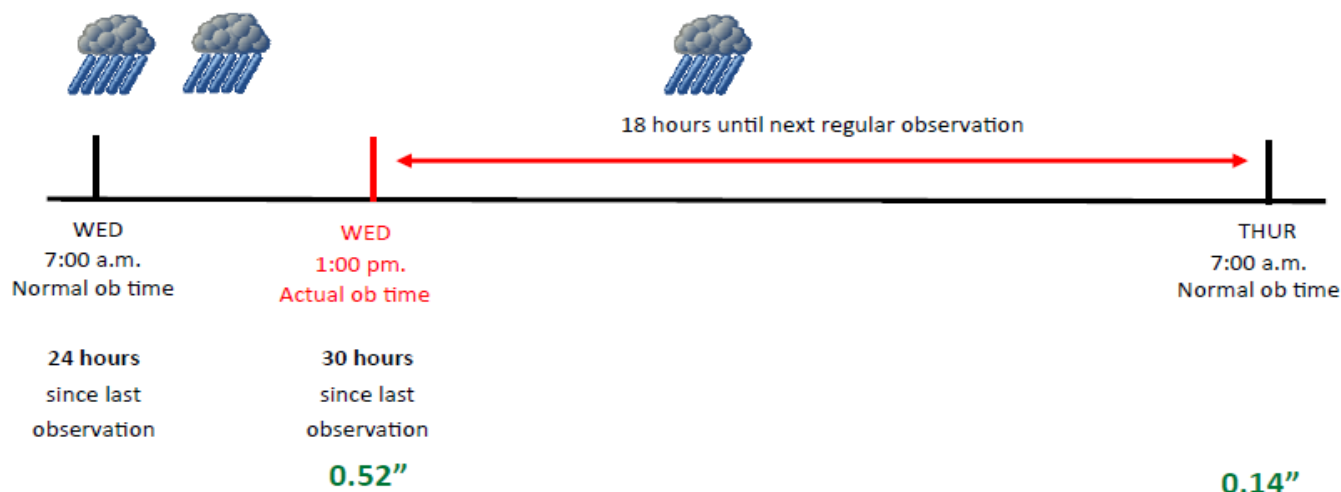 18 hours until next regular observation
WED
7:00 a.m.
Normal ob time
WED
1:00 pm.
Actual ob time
THUR
7:00 a.m.
Normal ob time
24 hours
since last
observation
30 hours
since last
observation
0.52”
0.14”